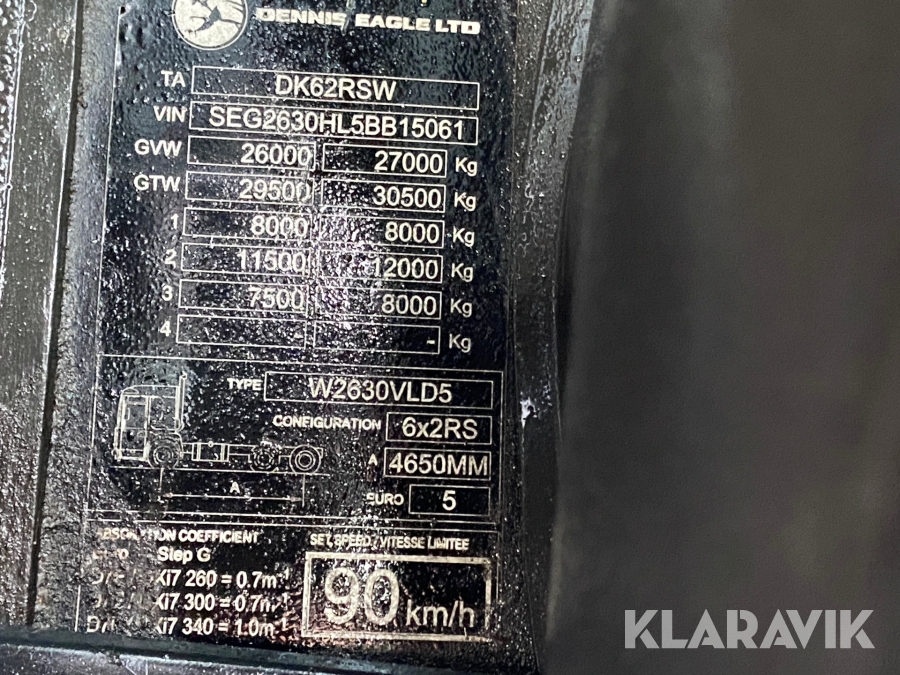 DENNIS EAGLE LTD
TA DK62RSW
VIN SEG2630HL5BB15061
GVW 26000 27000 Kg
GTW 29500 30500 Kg
1 8000 8000 Kg
2 11500 12000 Kg
3 7500 8000 Kg
4 - - Kg
TYPE W2630VLD5
CONFIGURATION 6x2RS
A 4650MM
A
EURO 5
ABSORPTION COEFFICIENT
Step G
Xi7 260 = 0.7m-1
Xi7 300 = 0.7m-1
Xi7 340 = 1.0m-1
SET SPEED / VITESSE LIMITEE
90 km/h
KLARAVIK